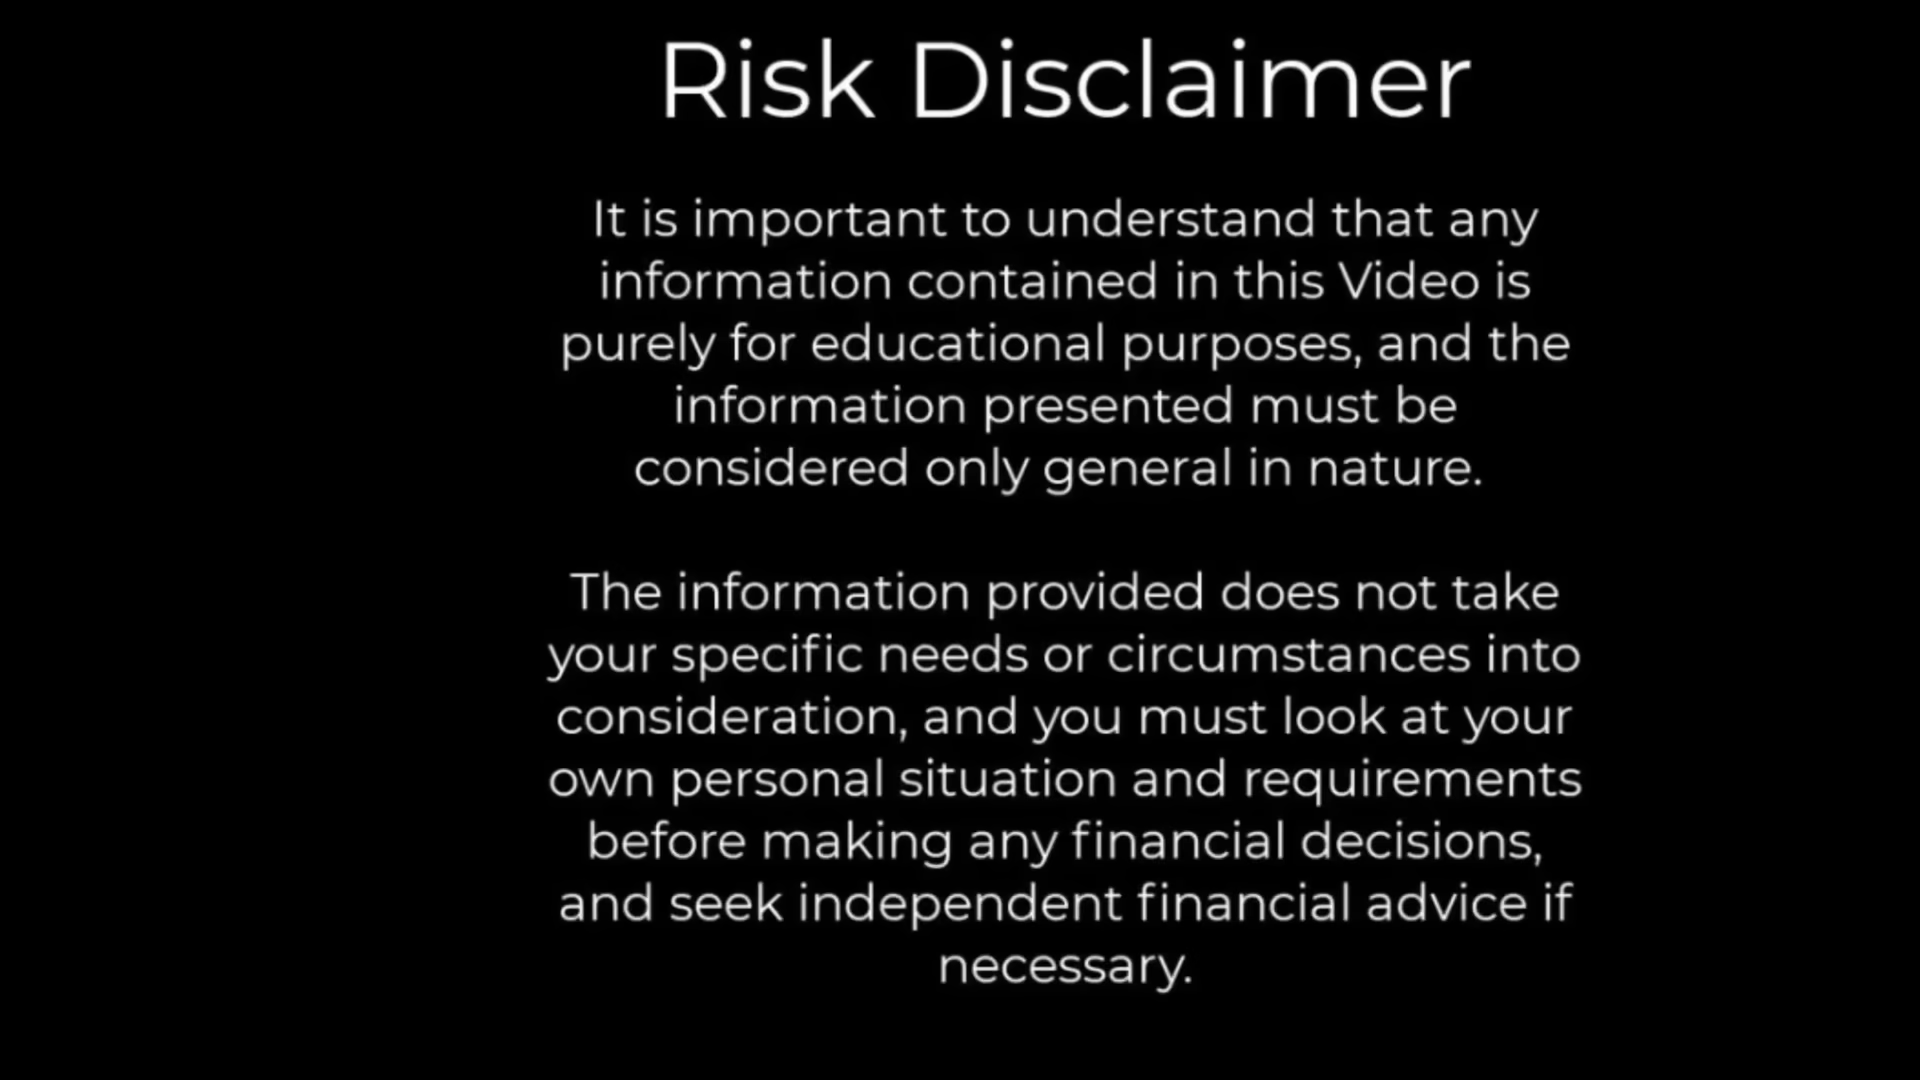 Risk Disclaimer
It is important to understand that any
information contained in this Video is
purely for educational purposes, and the
information presented must be
considered only general in nature.
The information provided does not take
your specific needs or circumstances into
consideration, and you must look at your
own personal situation and requirements
before making any financial decisions,
and seek independent financial advice if
necessary.